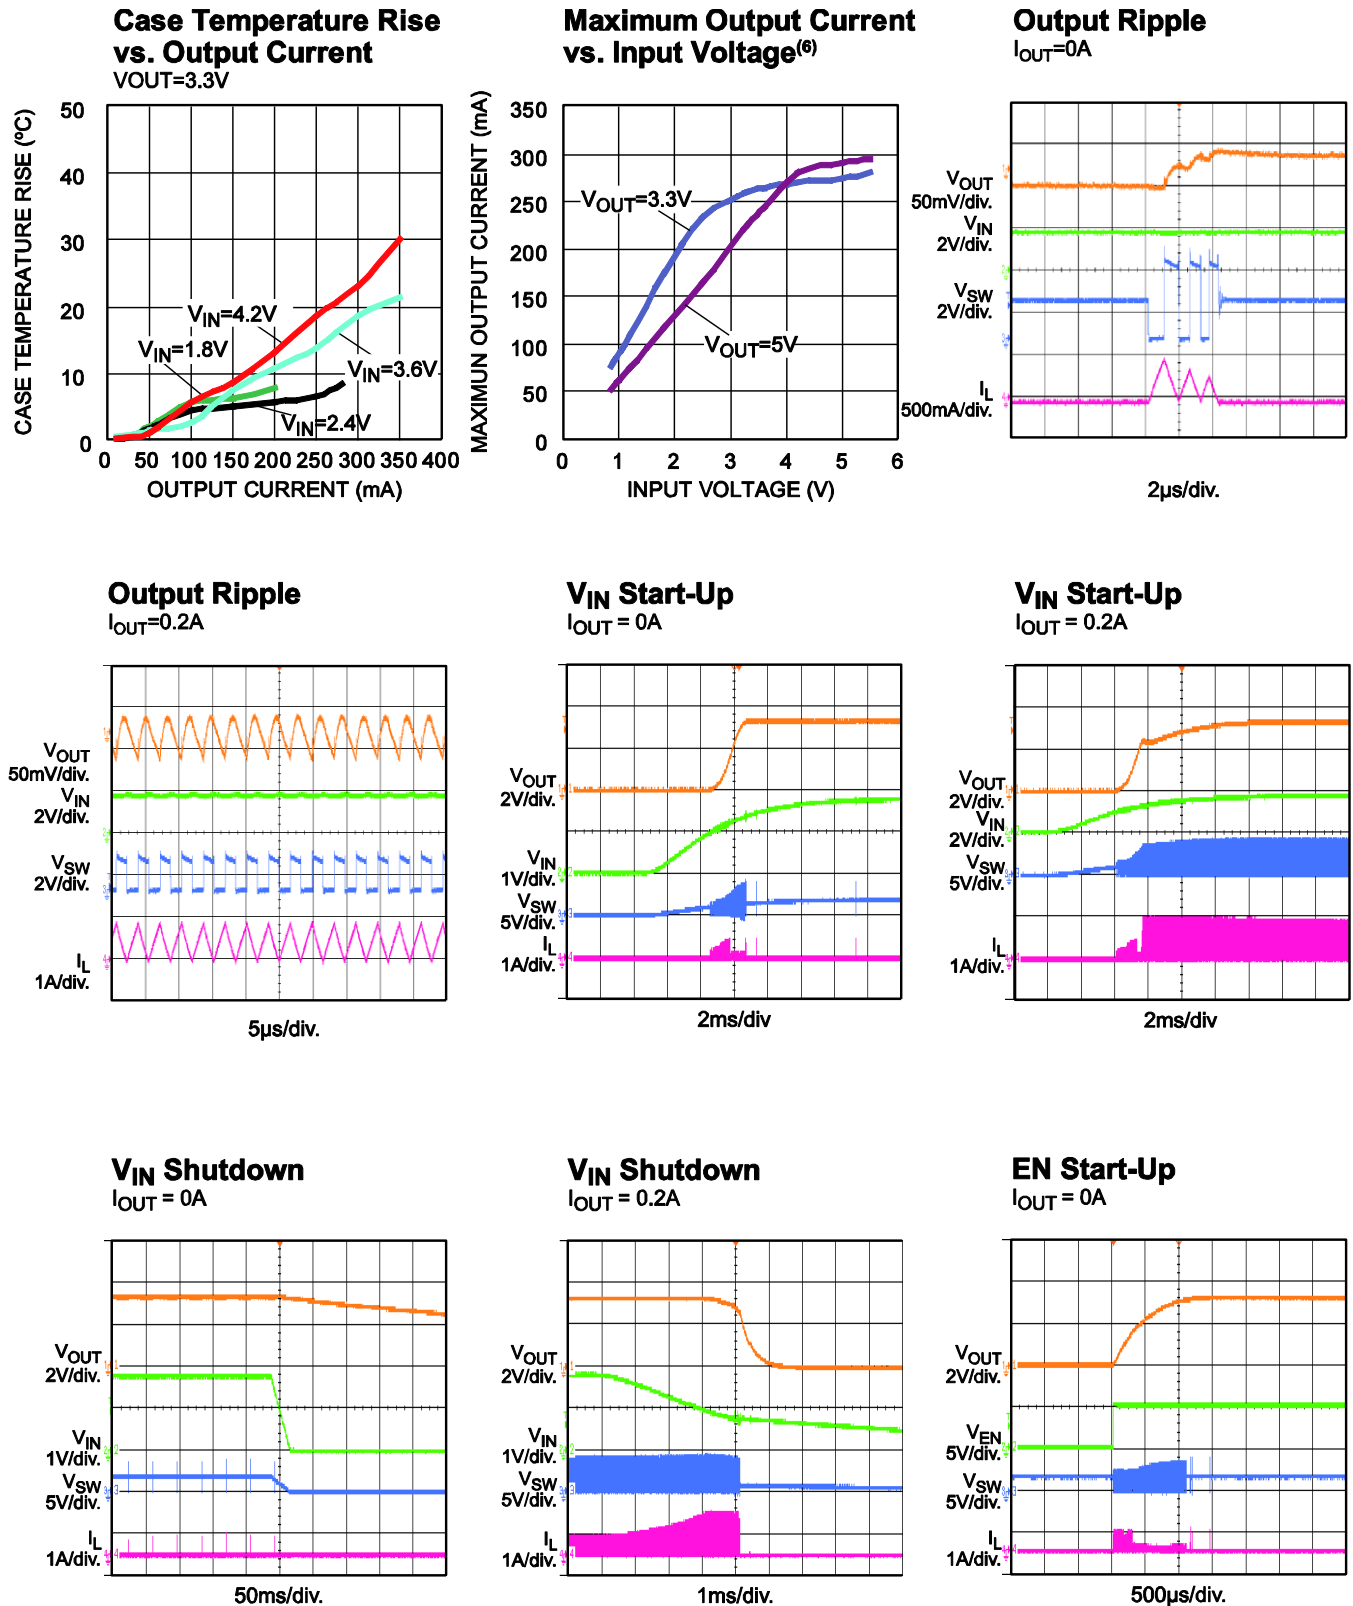 Case Temperature Rise
vs. Output Current
VOUT=3.3V
CASE TEMPERATURE RISE (ºC)
50
40
30
20
10
0
VIN=4.2V
VIN=1.8V
VIN=3.6V
VIN=2.4V
0 50 100 150 200 250 300 350 400
OUTPUT CURRENT (mA)
Maximum Output Current
vs. Input Voltage(6)
MAXIMUN OUTPUT CURRENT (mA)
350
300
250
200
150
100
50
0
VOUT=3.3V
VOUT=5V
0 1 2 3 4 5 6
INPUT VOLTAGE (V)
Output Ripple
IOUT=0A
VOUT
50mV/div.
VIN
2V/div.
VSW
2V/div.
IL
500mA/div.
2µs/div.
Output Ripple
IOUT=0.2A
VOUT
50mV/div.
VIN
2V/div.
VSW
2V/div.
IL
1A/div.
5µs/div.
VIN Start-Up
IOUT = 0A
VOUT
2V/div.
VIN
1V/div.
VSW
5V/div.
IL
1A/div.
2ms/div
VIN Start-Up
IOUT = 0.2A
VOUT
2V/div.
VIN
2V/div.
VSW
5V/div.
IL
1A/div.
2ms/div
VIN Shutdown
IOUT = 0A
VOUT
2V/div.
VIN
1V/div.
VSW
5V/div.
IL
1A/div.
50ms/div.
VIN Shutdown
IOUT = 0.2A
VOUT
2V/div.
VIN
1V/div.
VSW
5V/div.
IL
1A/div.
1ms/div.
EN Start-Up
IOUT = 0A
VOUT
2V/div.
VEN
5V/div.
VSW
5V/div.
IL
1A/div.
500µs/div.